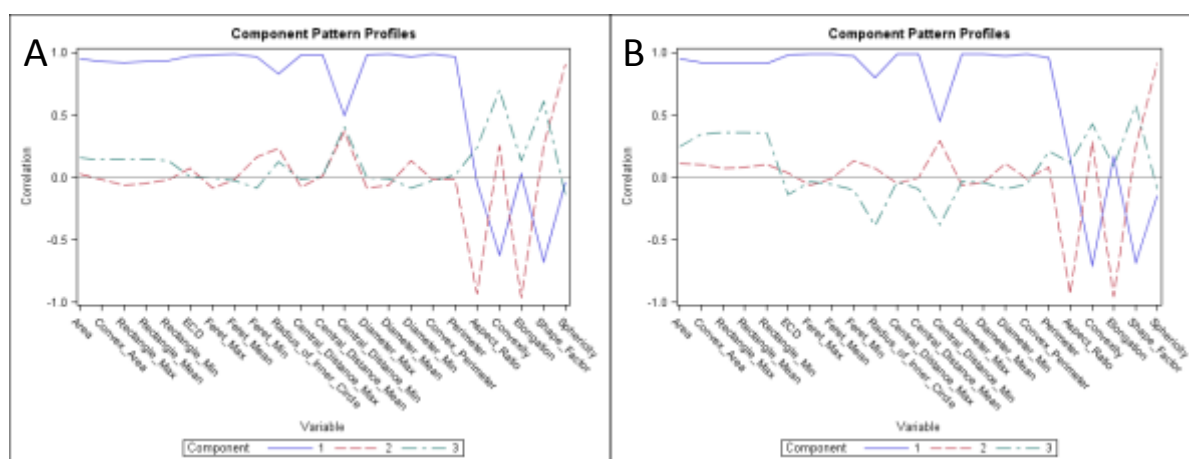 A
Component Pattern Profiles
1.0
0.5
0.0
-0.5
-1.0
Correlation
Area
Convex_Area
Rectangle_Max
Rectangle_Mean
Rectangle_Min
ECD
Feret_Max
Feret_Mean
Feret_Min
Radius_of_Inner_Circle
Central_Distance_Max
Central_Distance_Mean
Central_Distance_Min
Diameter_Max
Diameter_Mean
Diameter_Min
Convex_Perimeter
Perimeter
Aspect_Ratio
Convexity
Elongation
Shape_Factor
Sphericity
Variable
Component 1 2 3
B
Component Pattern Profiles
1.0
0.5
0.0
-0.5
-1.0
Correlation
Area
Convex_Area
Rectangle_Max
Rectangle_Mean
Rectangle_Min
ECD
Feret_Max
Feret_Mean
Feret_Min
Radius_of_Inner_Circle
Central_Distance_Max
Central_Distance_Mean
Central_Distance_Min
Diameter_Max
Diameter_Mean
Diameter_Min
Convex_Perimeter
Perimeter
Aspect_Ratio
Convexity
Elongation
Shape_Factor
Sphericity
Variable
Component 1 2 3